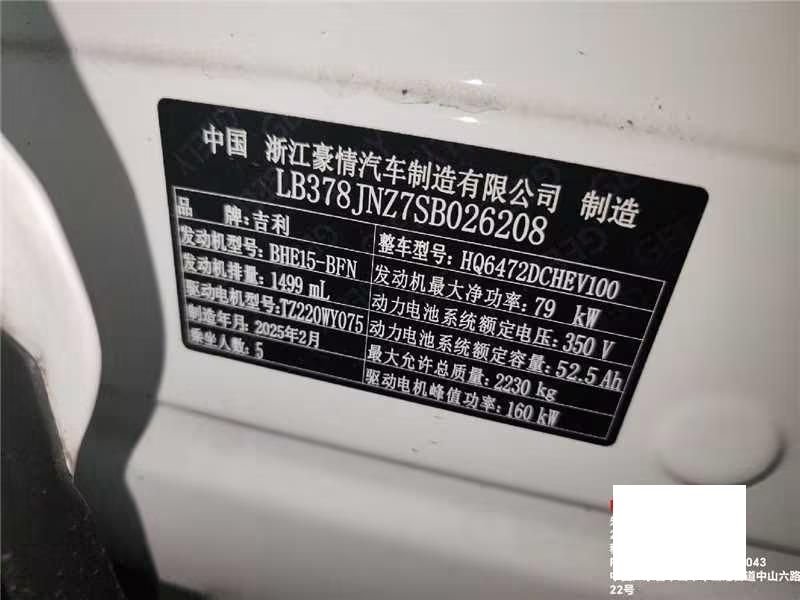 中国 浙江豪情汽车制造有限公司 制造
LB378JNZ7SB026208
品 牌:吉利
发动机型号:BHE15-BFN
发动机排量:1499 mL
驱动电机型号:TZ220WY075
制造年月:2025年2月
乘坐人数:5
整车型号:HQ6472DCHEV100
发动机最大净功率:79 kW
动力电池系统额定电压:350 V
动力电池系统额定容量:52.5 Ah
最大允许总质量:2230 kg
驱动电机峰值功率:160 kW
043
道中山六路
22号